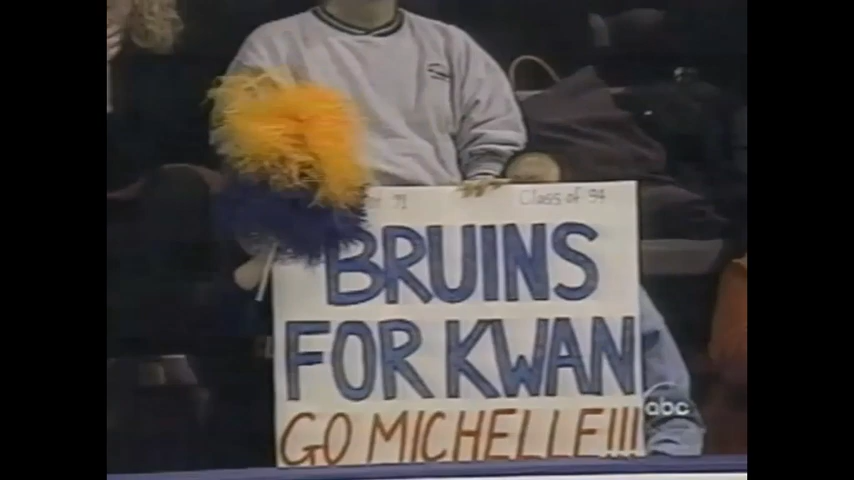 Class of 94
BRUINS
FOR KWAN
GO MICHELLE!!!
abc